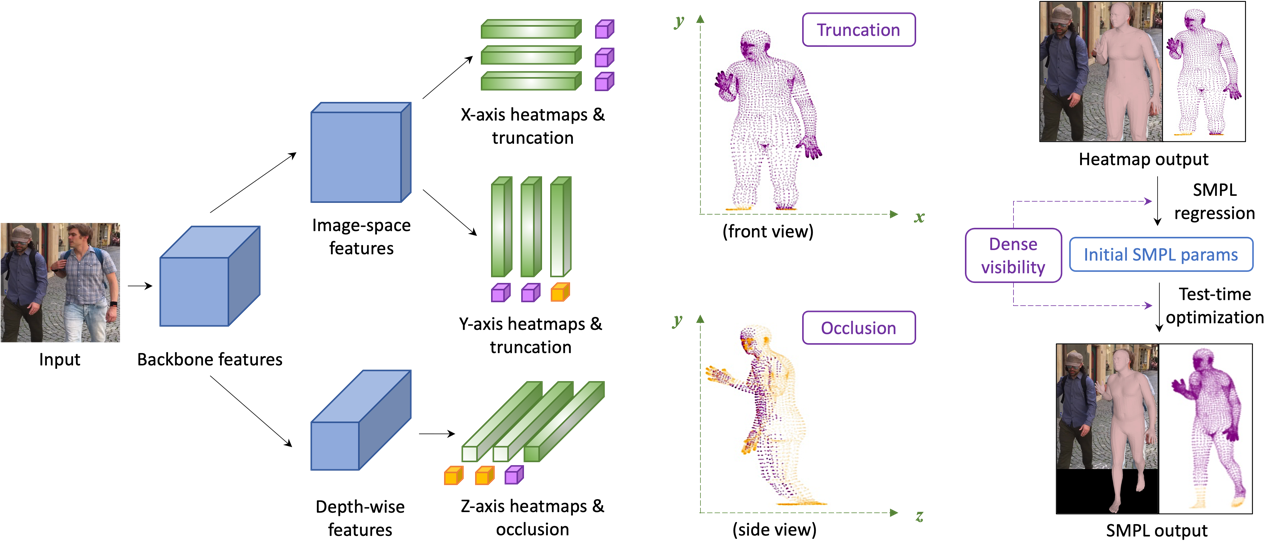 Input
Backbone features
Image-space
features
Depth-wise
features
X-axis heatmaps &
truncation
Y-axis heatmaps &
truncation
Z-axis heatmaps &
occlusion
y
Truncation
x
(front view)
y
Occlusion
z
(side view)
Heatmap output
SMPL
regression
Dense
visibility
Initial SMPL params
Test-time
optimization
SMPL output